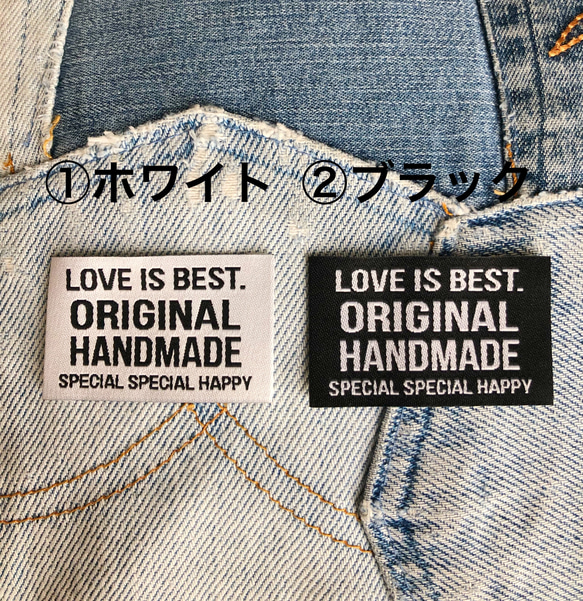 ①ホワイト ②ブラック
LOVE IS BEST.
ORIGINAL
HANDMADE
SPECIAL SPECIAL HAPPY
LOVE IS BEST.
ORIGINAL
HANDMADE
SPECIAL SPECIAL HAPPY